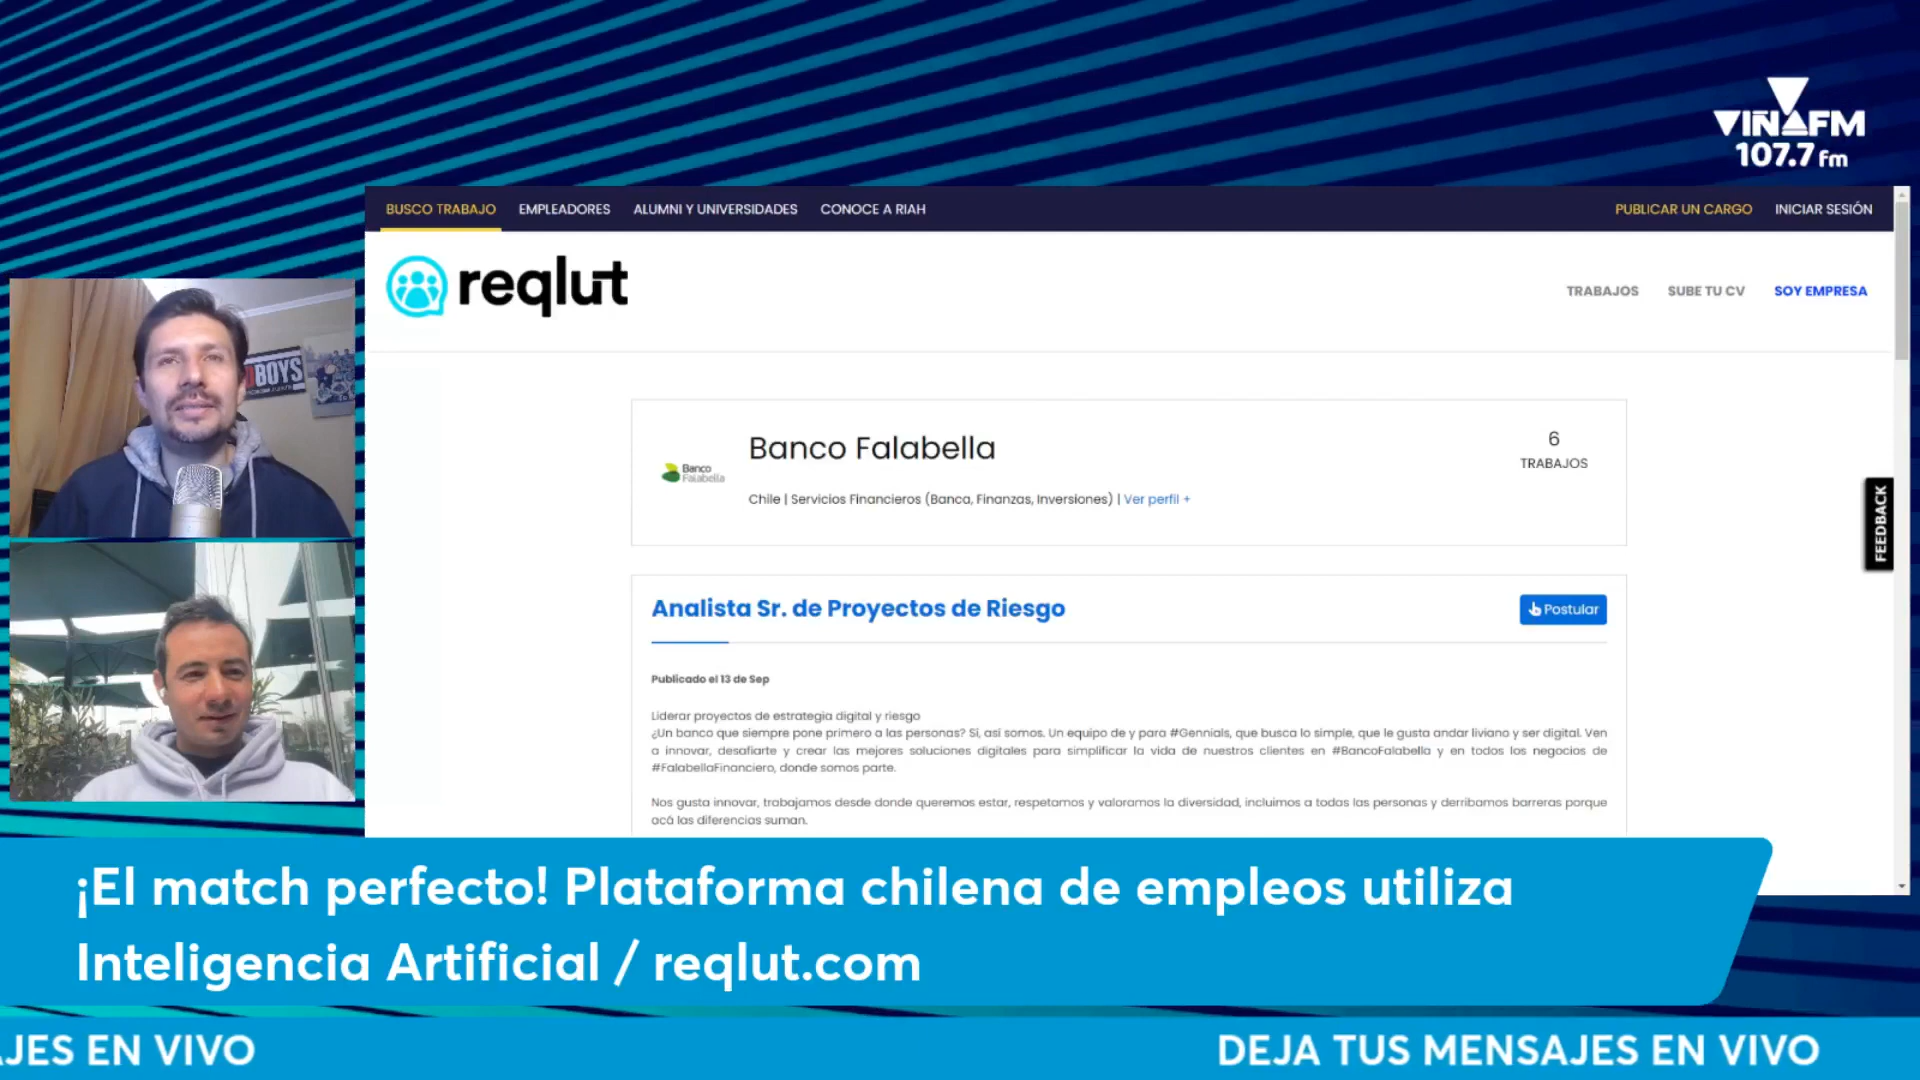 VIÑAFM
107.7 fm
BUSCO TRABAJO EMPLEADORES ALUMNI Y UNIVERSIDADES CONOCE A RIAH PUBLICAR UN CARGO INICIAR SESIÓN
reqlut
TRABAJOS SUBE TU CV SOY EMPRESA
BOYS
Banco Falabella
Banco Falabella
6
TRABAJOS
Chile | Servicios Financieros (Banca, Finanzas, Inversiones) | Ver perfil +
FEEDBACK
Analista Sr. de Proyectos de Riesgo
Postular
Publicado el 13 de Sep
Liderar proyectos de estrategia digital y riesgo
¿Un banco que siempre pone primero a las personas? Sí, así somos. Un equipo de y para #Gennials, que busca lo simple, que le gusta andar liviano y ser digital. Ven
a innovar, desafiarte y crear las mejores soluciones digitales para simplificar la vida de nuestros clientes en #BancoFalabella y en todos los negocios de
#FalabellaFinanciero, donde somos parte.
Nos gusta innovar, trabajamos desde donde queremos estar, respetamos y valoramos la diversidad, incluimos a todas las personas y derribamos barreras porque
acá las diferencias suman.
¡El match perfecto! Plataforma chilena de empleos utiliza
Inteligencia Artificial / reqlut.com
JES EN VIVO DEJA TUS MENSAJES EN VIVO